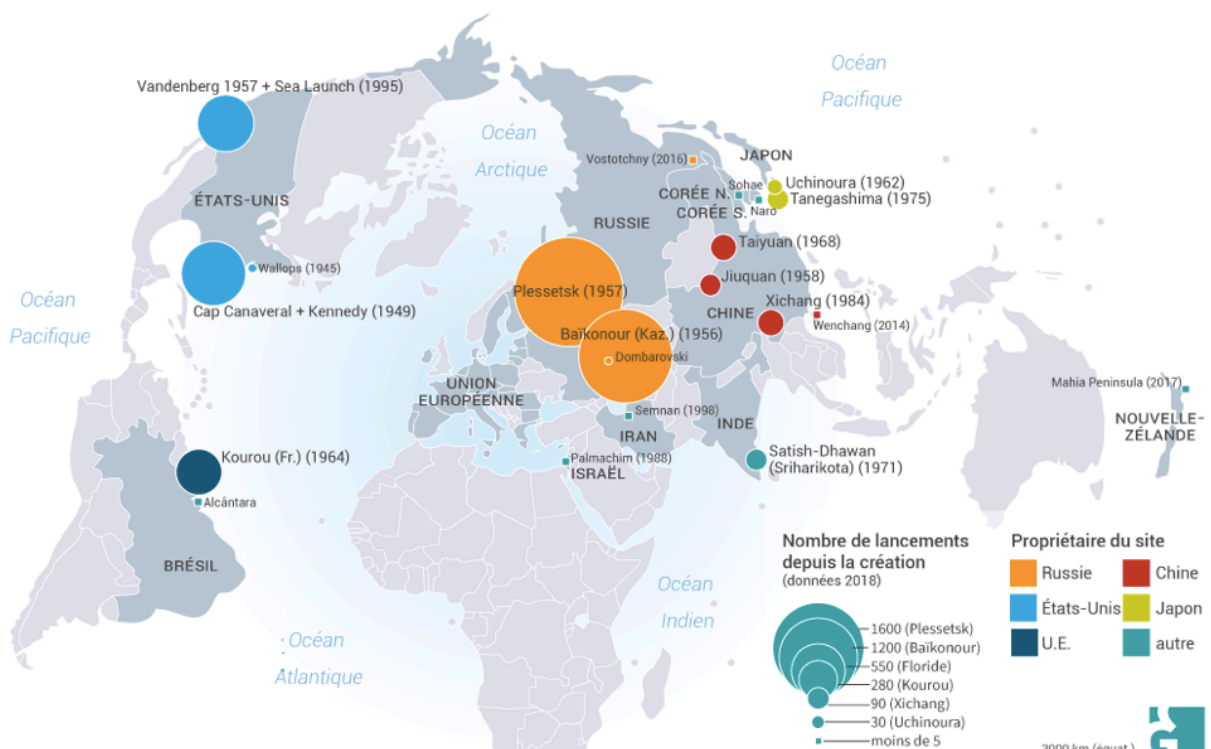 Océan
Pacifique
Vandenberg 1957 + Sea Launch (1995)
Océan
Arctique
JAPON
Vostotchny (2016)
Sohae
Uchinoura (1962)
CORÉE N.
Tanegashima (1975)
CORÉE S.
Naro
ÉTATS-UNIS
RUSSIE
Taiyuan (1968)
Wallops (1945)
Jiuquan (1958)
Plessetsk (1957)
Océan
Pacifique
Cap Canaveral + Kennedy (1949)
Xichang (1984)
CHINE
Wenchang (2014)
Baïkonour (Kaz.) (1956)
Dombarovski
UNION
EUROPÉENNE
Mahia Peninsula (2017)
Semnan (1998)
INDE
NOUVELLE-
ZÉLANDE
IRAN
Kourou (Fr.) (1964)
Palmachim (1988)
ISRAËL
Satish-Dhawan
(Sriharikota) (1971)
Alcântara
BRÉSIL
Océan
Indien
Océan
Atlantique
Nombre de lancements
depuis la création
(données 2018)
1600 (Plessetsk)
1200 (Baïkonour)
550 (Floride)
280 (Kourou)
90 (Xichang)
30 (Uchinoura)
moins de 5
Propriétaire du site
Russie
Chine
États-Unis
Japon
U.E.
autre